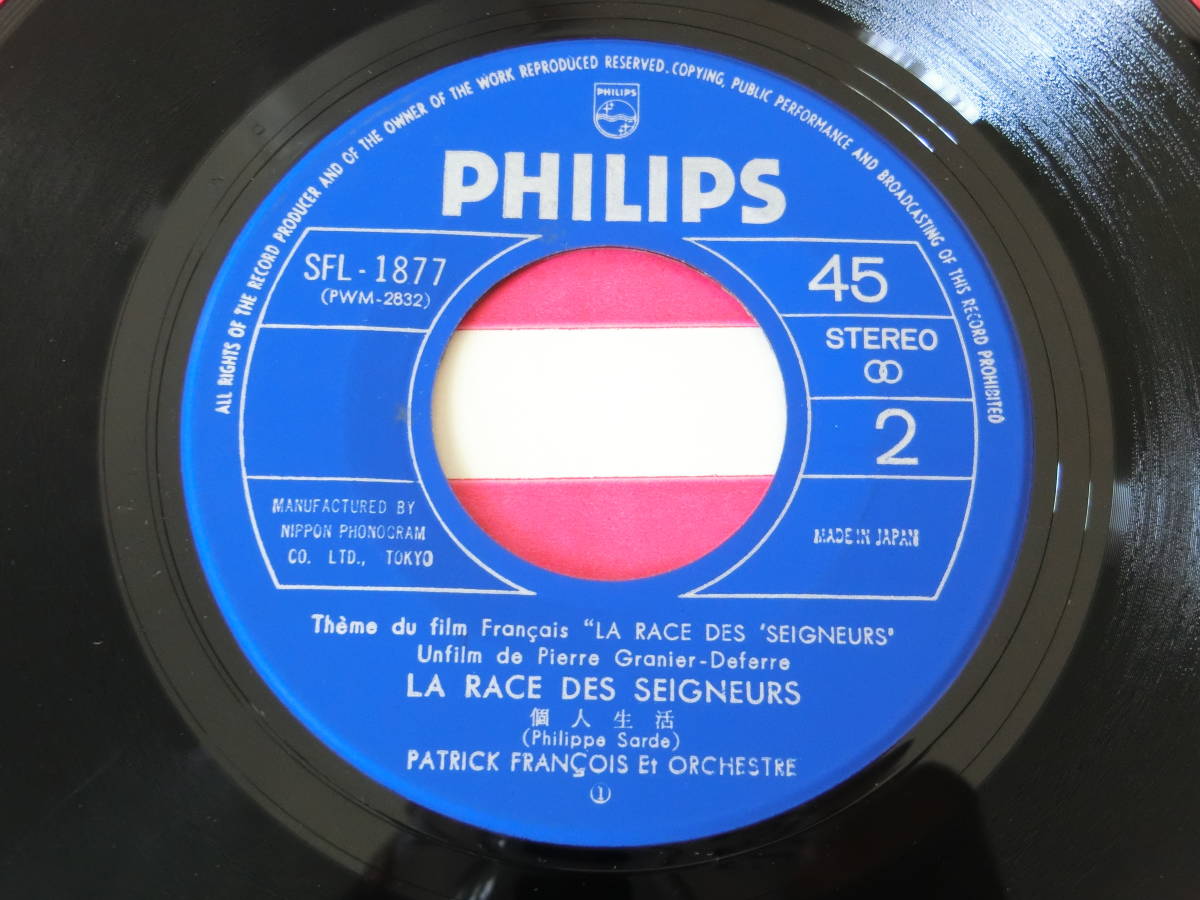 ALL RIGHTS OF THE RECORD PRODUCER AND OF THE OWNER OF THE WORK REPRODUCED RESERVED. COPYING, PUBLIC PERFORMANCE AND BROADCASTING OF THIS RECORD PROHIBITED
PHILIPS
PHILIPS
SFL-1877
(PWM-2832)
45
STEREO
2
MANUFACTURED BY
NIPPON PHONOGRAM
CO. LTD., TOKYO
MADE IN JAPAN
Thème du film Français "LA RACE DES 'SEIGNEURS"
Unfilm de Pierre Granier-Deferre
LA RACE DES SEIGNEURS
個人生活
(Philippe Sarde)
PATRICK FRANÇOIS Et ORCHESTRE
①